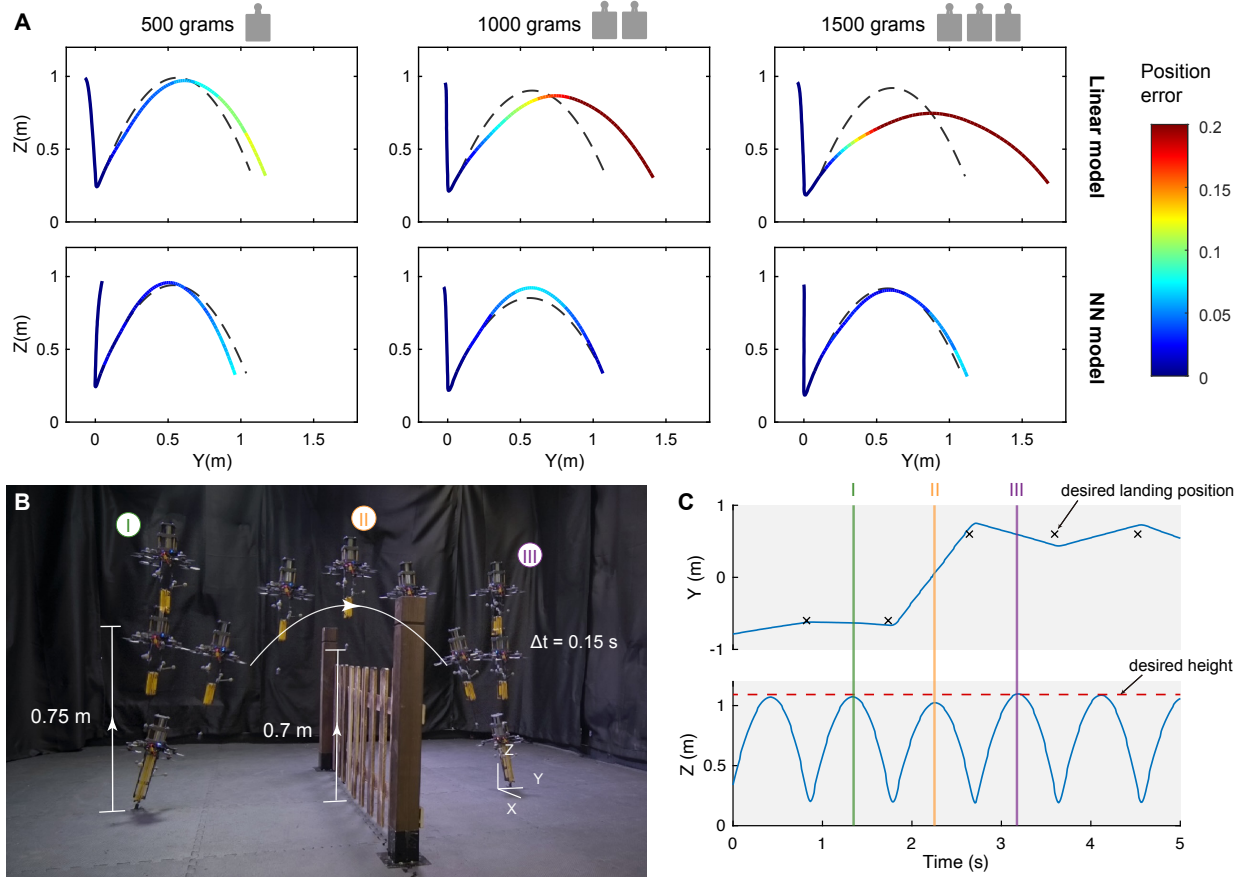 A
500 grams
1000 grams
1500 grams
Z(m)
1
0.5
0
Linear model
Position
error
0.2
0.15
0.1
0.05
0
Z(m)
1
0.5
0
0
0.5
1
1.5
Y(m)
0
0.5
1
1.5
Y(m)
0
0.5
1
1.5
Y(m)
NN model
B
I
II
III
Δt = 0.15 s
0.75 m
0.7 m
Z
Y
X
C
I
II
III
desired landing position
Y (m)
1
0
-1
desired height
Z (m)
1
0.5
0
0
1
2
3
4
5
Time (s)